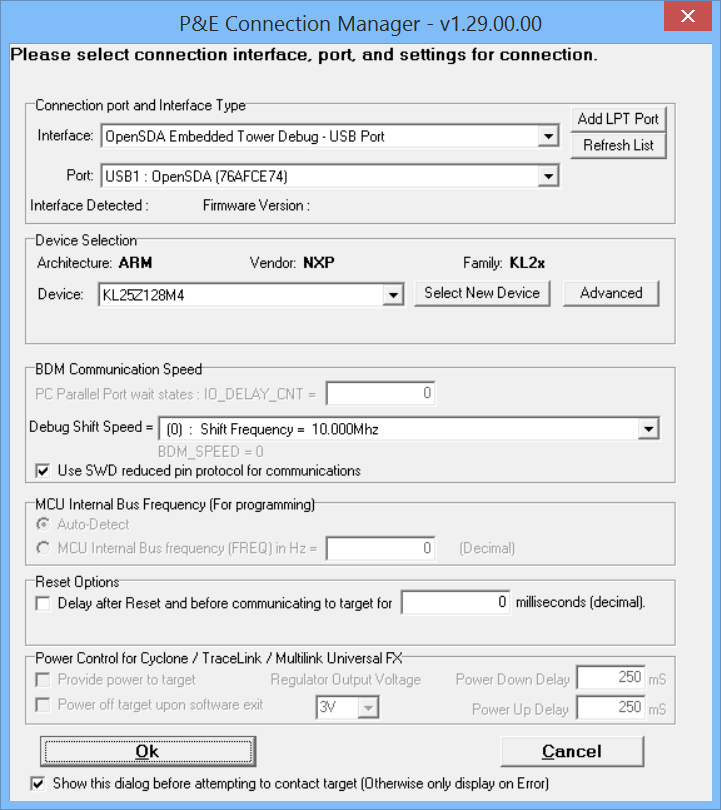 P&E Connection Manager - v1.29.00.00
Please select connection interface, port, and settings for connection.
Connection port and Interface Type
Interface: OpenSDA Embedded Tower Debug - USB Port
Add LPT Port
Refresh List
Port: USB1 : OpenSDA (76AFCE74)
Interface Detected : Firmware Version :
Device Selection
Architecture: ARM Vendor: NXP Family: KL2x
Device: KL25Z128M4 Select New Device Advanced
BDM Communication Speed
PC Parallel Port wait states : IO_DELAY_CNT = 0
Debug Shift Speed = (0) : Shift Frequency = 10.000Mhz
BDM_SPEED = 0
Use SWD reduced pin protocol for communications
MCU Internal Bus Frequency (For programming)
Auto-Detect
MCU Internal Bus frequency (FREQ) in Hz = 0 (Decimal)
Reset Options
Delay after Reset and before communicating to target for 0 milliseconds (decimal).
Power Control for Cyclone / TraceLink / Multilink Universal FX
Provide power to target Regulator Output Voltage Power Down Delay 250 mS
Power off target upon software exit 3V Power Up Delay 250 mS
Ok Cancel
Show this dialog before attempting to contact target (Otherwise only display on Error)